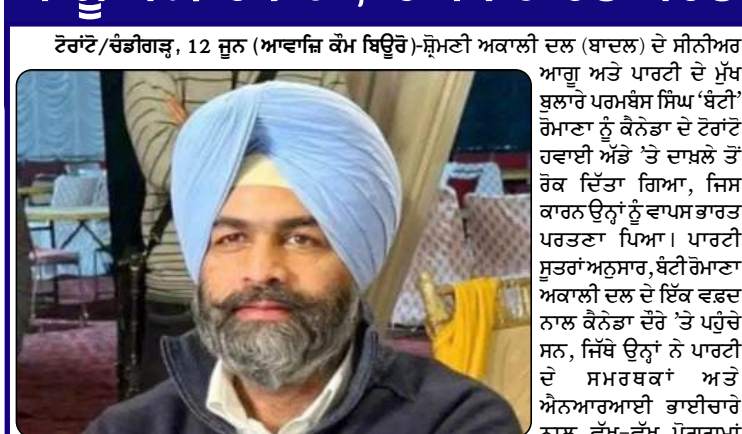 ਟੋਰਾਂਟੋ/ਚੰਡੀਗੜ੍ਹ, 12 ਜੂਨ (ਆਵਾਜ਼ਿ ਕੌਮ ਬਿਊਰੋ)-ਸ਼੍ਰੋਮਣੀ ਅਕਾਲੀ ਦਲ (ਬਾਦਲ) ਦੇ ਸੀਨੀਅਰ
ਆਗੂ ਅਤੇ ਪਾਰਟੀ ਦੇ ਮੁੱਖ
ਬੁਲਾਰੇ ਪਰਮਬੰਸ ਸਿੰਘ ‘ਬੰਟੀ’
ਰੋਮਾਣਾ ਨੂੰ ਕੈਨੇਡਾ ਦੇ ਟੋਰਾਂਟੋ
ਹਵਾਈ ਅੱਡੇ ’ਤੇ ਦਾਖ਼ਲੇ ਤੋਂ
ਰੋਕ ਦਿੱਤਾ ਗਿਆ, ਜਿਸ
ਕਾਰਨ ਉਨ੍ਹਾਂ ਨੂੰ ਵਾਪਸ ਭਾਰਤ
ਪਰਤਣਾ ਪਿਆ। ਪਾਰਟੀ
ਸੂਤਰਾਂ ਅਨੁਸਾਰ, ਬੰਟੀ ਰੋਮਾਣਾ
ਅਕਾਲੀ ਦਲ ਦੇ ਇੱਕ ਵਫ਼ਦ
ਨਾਲ ਕੈਨੇਡਾ ਦੌਰੇ ’ਤੇ ਪਹੁੰਚੇ
ਸਨ, ਜਿੱਥੇ ਉਨ੍ਹਾਂ ਨੇ ਪਾਰਟੀ
ਦੇ ਸਮਰਥਕਾਂ ਅਤੇ
ਐਨਆਰਆਈ ਭਾਈਚਾਰੇ
ਨਾਲ ਵੱਖ-ਵੱਖ ਪ੍ਰੋਗਰਾਮਾਂ